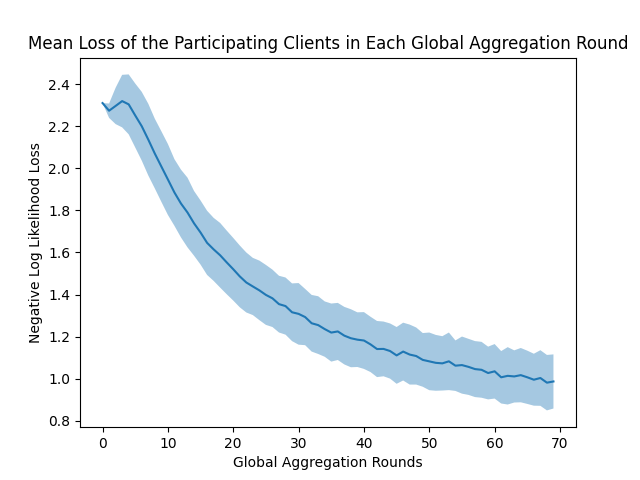 Mean Loss of the Participating Clients in Each Global Aggregation Round
Negative Log Likelihood Loss
2.4
2.2
2.0
1.8
1.6
1.4
1.2
1.0
0.8
0 10 20 30 40 50 60 70
Global Aggregation Rounds